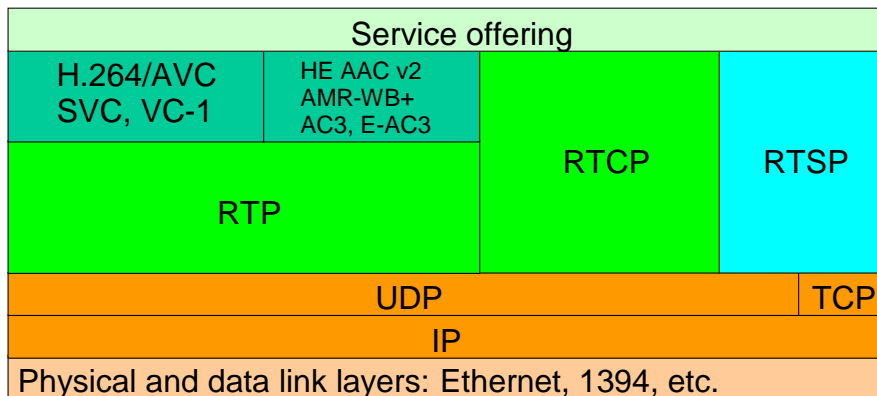 Service offering
H.264/AVC
SVC, VC-1
HE AAC v2
AMR-WB+
AC3, E-AC3
RTP
RTCP
RTSP
UDP
TCP
IP
Physical and data link layers: Ethernet, 1394, etc.